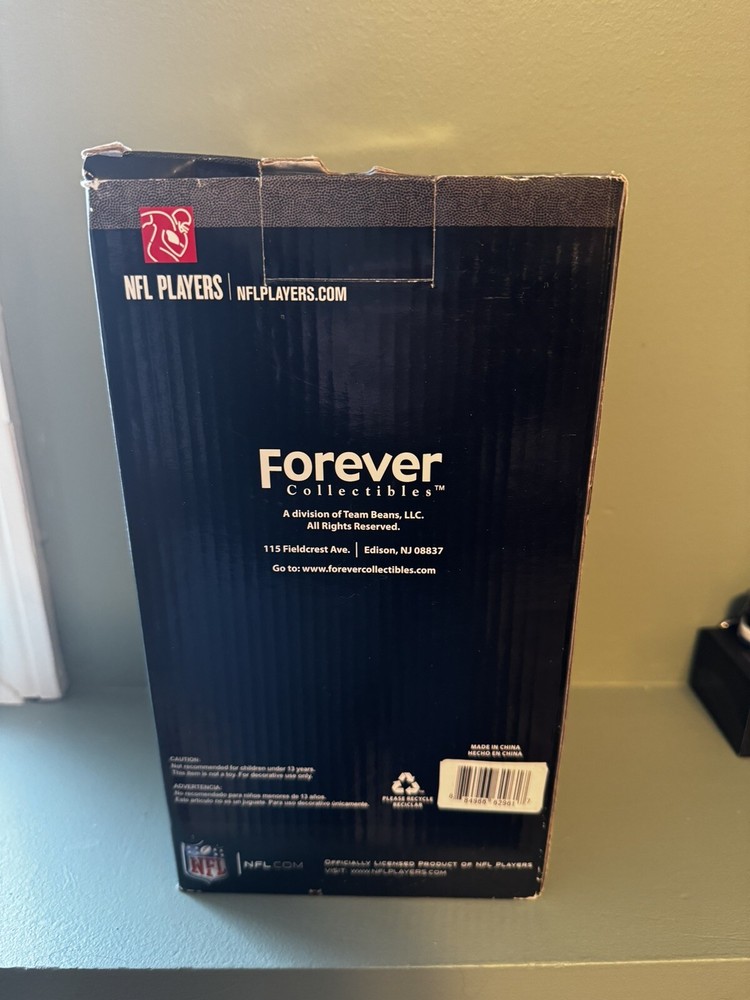 NFL PLAYERS | NFLPLAYERS.COM
Forever
Collectibles™
A division of Team Beans, LLC.
All Rights Reserved.
115 Fieldcrest Ave. | Edison, NJ 08837
Go to: www.forevercollectibles.com
MADE IN CHINA
HECHO EN CHINA
CAUTION:
Not recommended for children under 13 years.
This item is not a toy. For decorative use only.
ADVERTENCIA:
No recomendado para niños menores de 13 años.
Este artículo no es un juguete. Para uso decorativo únicamente.
PLEASE RECYCLE
RECICLAR
NFL | NFL.COM
OFFICIALLY LICENSED PRODUCT OF NFL PLAYERS
VISIT: WWW.NFLPLAYERS.COM